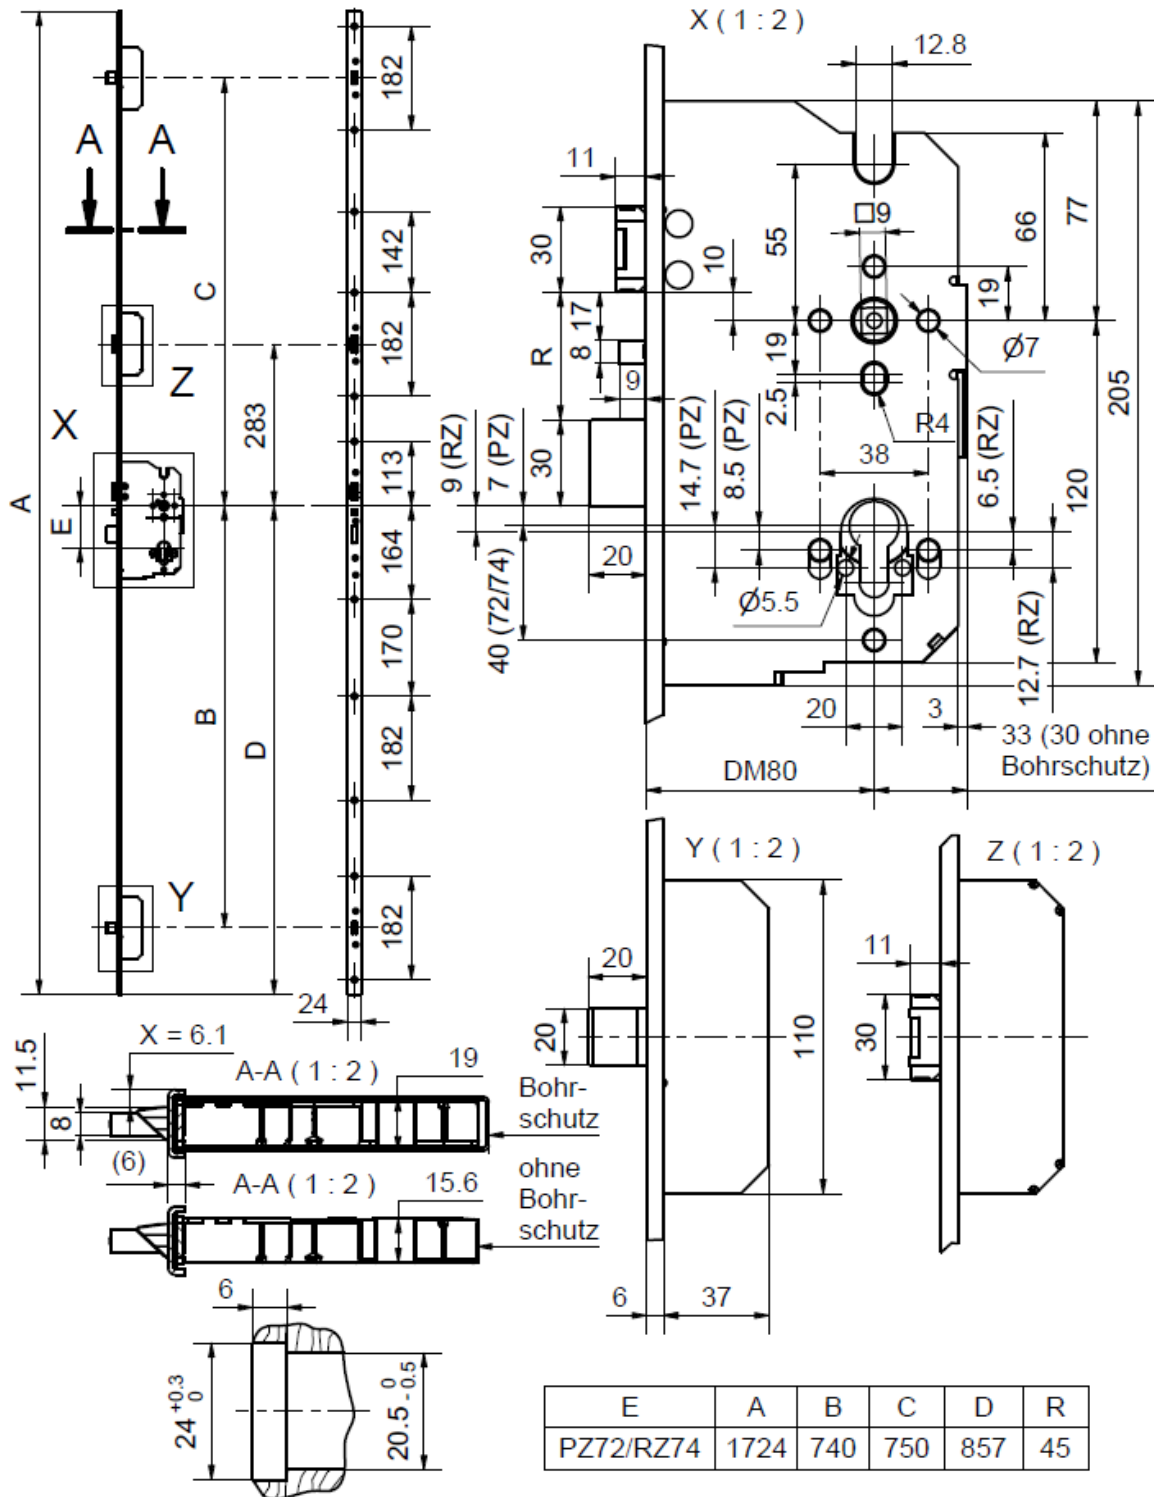 X ( 1 : 2 )
12.8
182
A A
11
77
66
□9
55
30
10
19
142
C
17
8
R
Ø7
182
Z
19
2.5
9
205
X
283
9 (RZ)
7 (PZ)
30
14.7 (PZ)
8.5 (PZ)
R4
38
6.5 (RZ)
120
113
A
E
164
20
40 (72/74)
Ø5.5
12.7 (RZ)
170
B
D
20
3
33 (30 ohne
Bohrschutz)
DM80
182
Y
182
24
Y ( 1 : 2 )
Z ( 1 : 2 )
20
20
110
11
30
6
37
X = 6.1
11.5
8
(6)
A-A ( 1 : 2 )
19
Bohr-
schutz
A-A ( 1 : 2 )
15.6
ohne
Bohr-
schutz
6
24 +0.3 0
20.5 0 -0.5
E A B C D R
PZ72/RZ74 1724 740 750 857 45